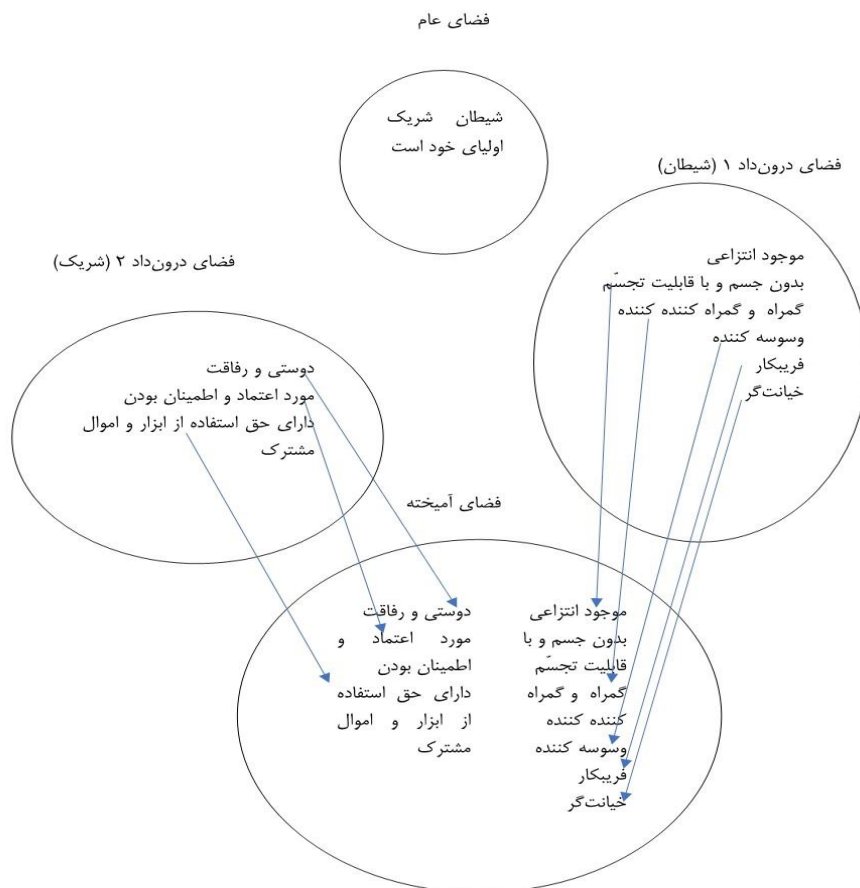 فضای عام
شیطان شریک
اولیای خود است
فضای درون‌داد ۱ (شیطان)
موجود انتزاعی
بدون جسم و با قابلیت تجسّم
گمراه و گمراه کننده کننده
وسوسه کننده
فریبکار
خیانت‌گر
فضای درون‌داد ۲ (شریک)
دوستی و رفاقت
مورد اعتماد و اطمینان بودن
دارای حق استفاده از ابزار و اموال
مشترک
فضای آمیخته
موجود انتزاعی
بدون جسم و با
قابلیت تجسّم
گمراه و گمراه
کننده کننده
وسوسه کننده
فریبکار
خیانت‌گر
دوستی و رفاقت
مورد اعتماد و
اطمینان بودن
دارای حق استفاده
از ابزار و اموال
مشترک